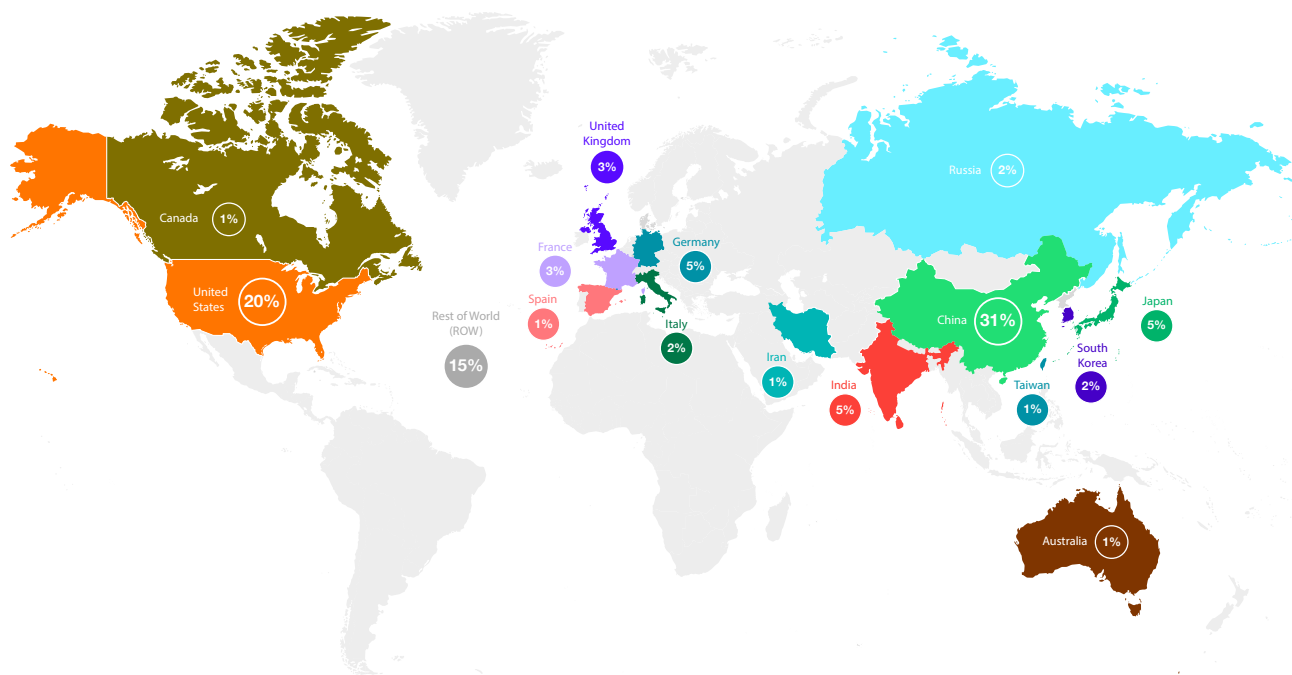 United
Kingdom
3%
Russia
2%
Canada
1%
France
3%
Germany
5%
United
States
20%
Spain
1%
Rest of World
(ROW)
15%
Italy
2%
Iran
1%
India
5%
China
31%
Japan
5%
South
Korea
2%
Taiwan
1%
Australia
1%